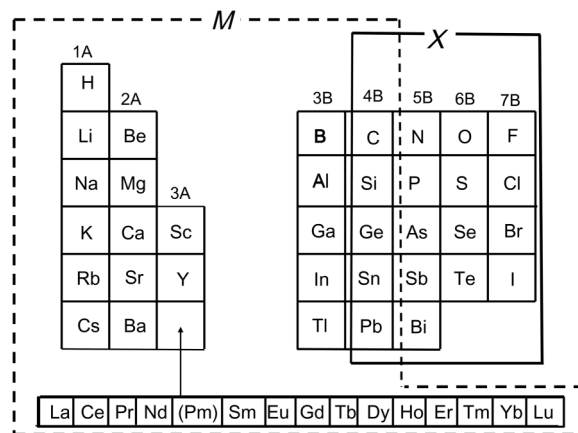 M
X
1A
H
2A
3B 4B 5B 6B 7B
Li Be B C N O F
Na Mg Al Si P S Cl
3A
K Ca Sc Ga Ge As Se Br
Rb Sr Y In Sn Sb Te I
Cs Ba Tl Pb Bi
La Ce Pr Nd (Pm) Sm Eu Gd Tb Dy Ho Er Tm Yb Lu